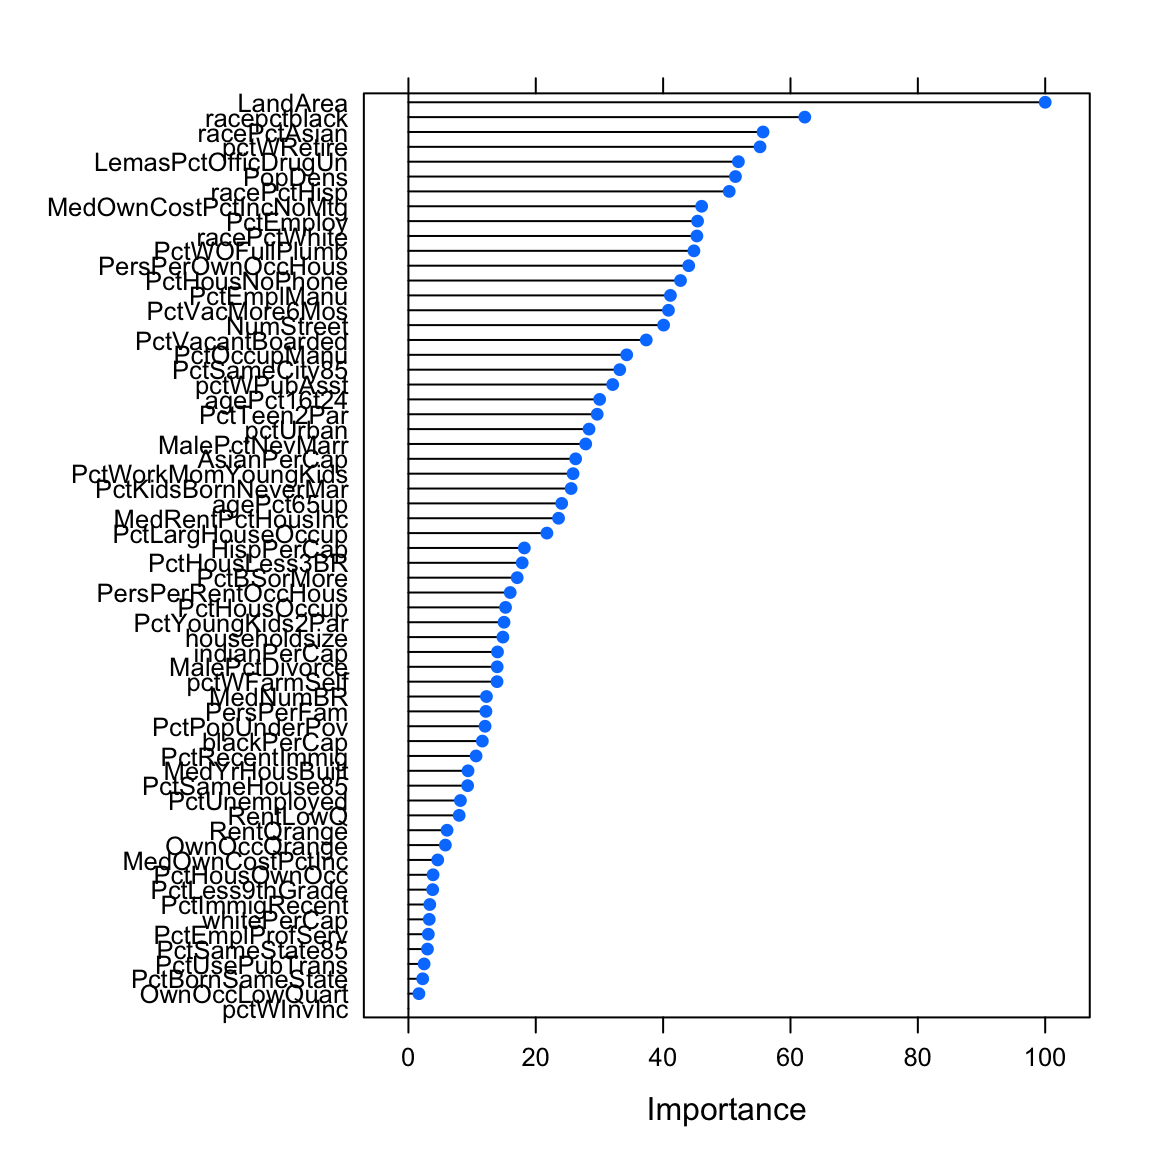 LandArea
racepctblack
racePctAsian
pctWRetire
LemasPctOfficDrugUn
PopDens
racePctHisp
MedOwnCostPctIncNoMtg
PctEmploy
racePctWhite
PctWOFullPlumb
PersPerOwnOccHous
PctHousNoPhone
PctEmplManu
PctVacMore6Mos
NumStreet
PctVacantBoarded
PctOccupManu
PctSameCity85
pctWPubAsst
agePct16t24
PctTeen2Par
pctUrban
MalePctNevMarr
AsianPerCap
PctWorkMomYoungKids
PctKidsBornNeverMar
agePct65up
MedRentPctHousInc
PctLargHouseOccup
HispPerCap
PctHousLess3BR
PctBSorMore
PersPerRentOccHous
PctHousOccup
PctYoungKids2Par
householdsize
indianPerCap
MalePctDivorce
pctWFarmSelf
MedNumBR
PersPerFam
PctPopUnderPov
blackPerCap
PctRecentImmig
MedYrHousBuilt
PctSameHouse85
PctUnemployed
RentLowQ
RentQrange
OwnOccQrange
MedOwnCostPctInc
PctHousOwnOcc
PctLess9thGrade
PctImmigRecent
whitePerCap
PctEmplProfServ
PctSameState85
PctUsePubTrans
PctBornSameState
OwnOccLowQuart
pctWInvInc
0 20 40 60 80 100
Importance